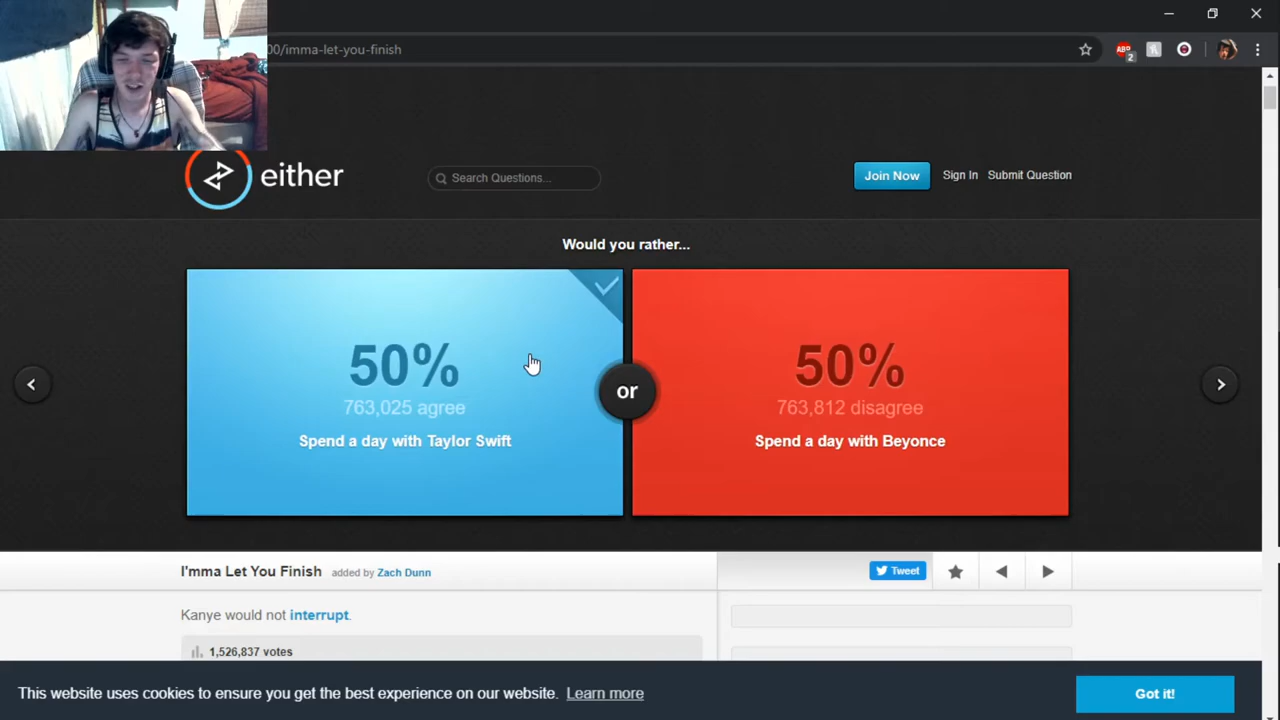 00/imma-let-you-finish
ABP
2
either
Search Questions...
Join Now
Sign In
Submit Question
Would you rather...
50%
763,025 agree
Spend a day with Taylor Swift
or
50%
763,812 disagree
Spend a day with Beyonce
I'mma Let You Finish
added by Zach Dunn
Tweet
Kanye would not interrupt.
1,526,837 votes
This website uses cookies to ensure you get the best experience on our website. Learn more
Got it!